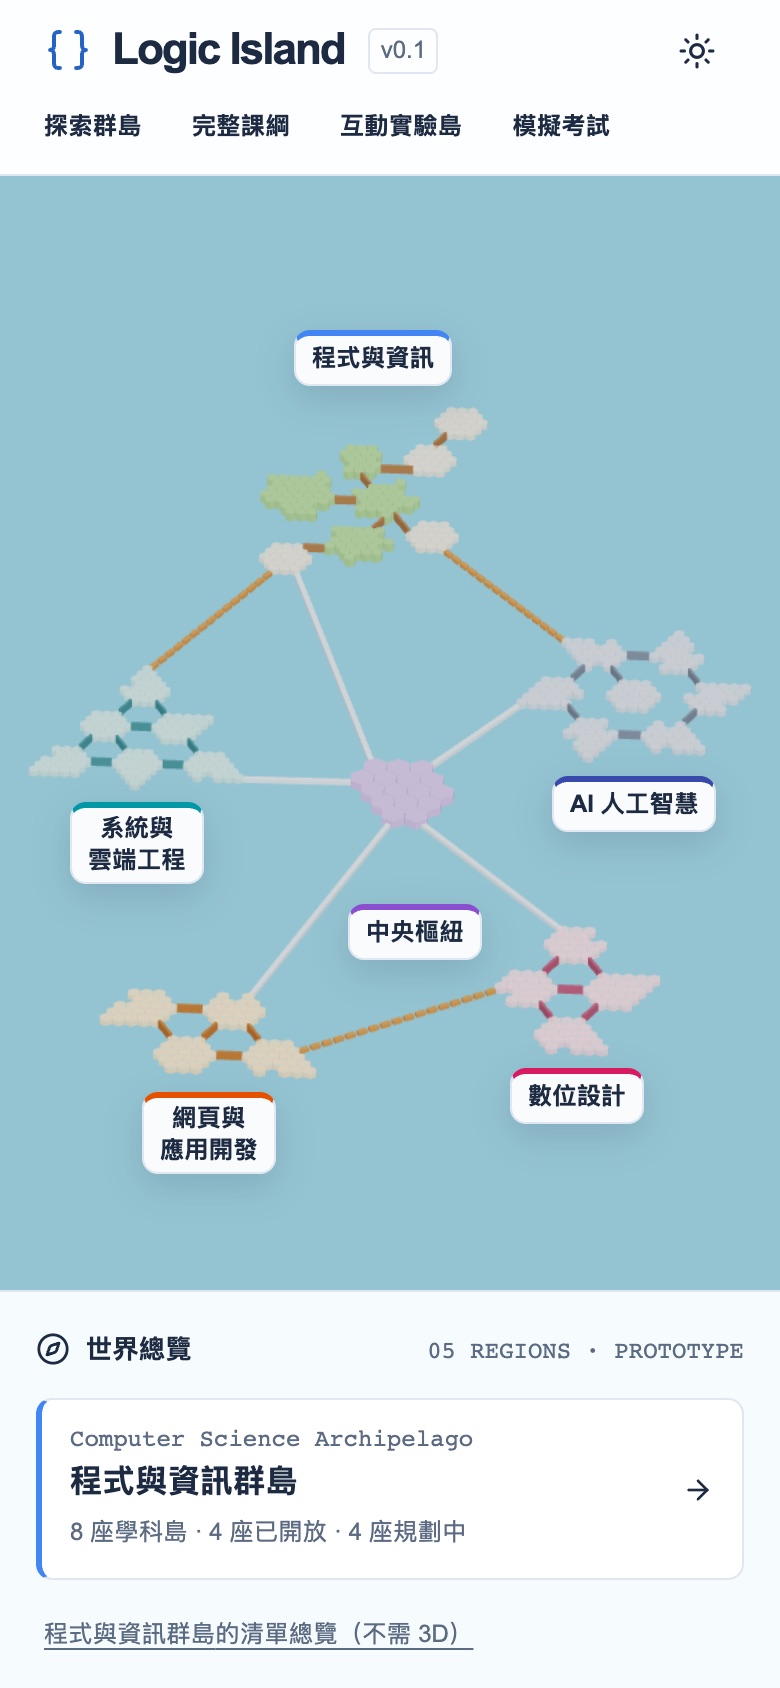 { } Logic Island v0.1
探索群島 完整課綱 互動實驗島 模擬考試
程式與資訊
AI 人工智慧
系統與
雲端工程
中央樞紐
數位設計
網頁與
應用開發
世界總覽 05 REGIONS • PROTOTYPE
Computer Science Archipelago
程式與資訊群島
8 座學科島 · 4 座已開放 · 4 座規劃中
程式與資訊群島的清單總覽（不需 3D）